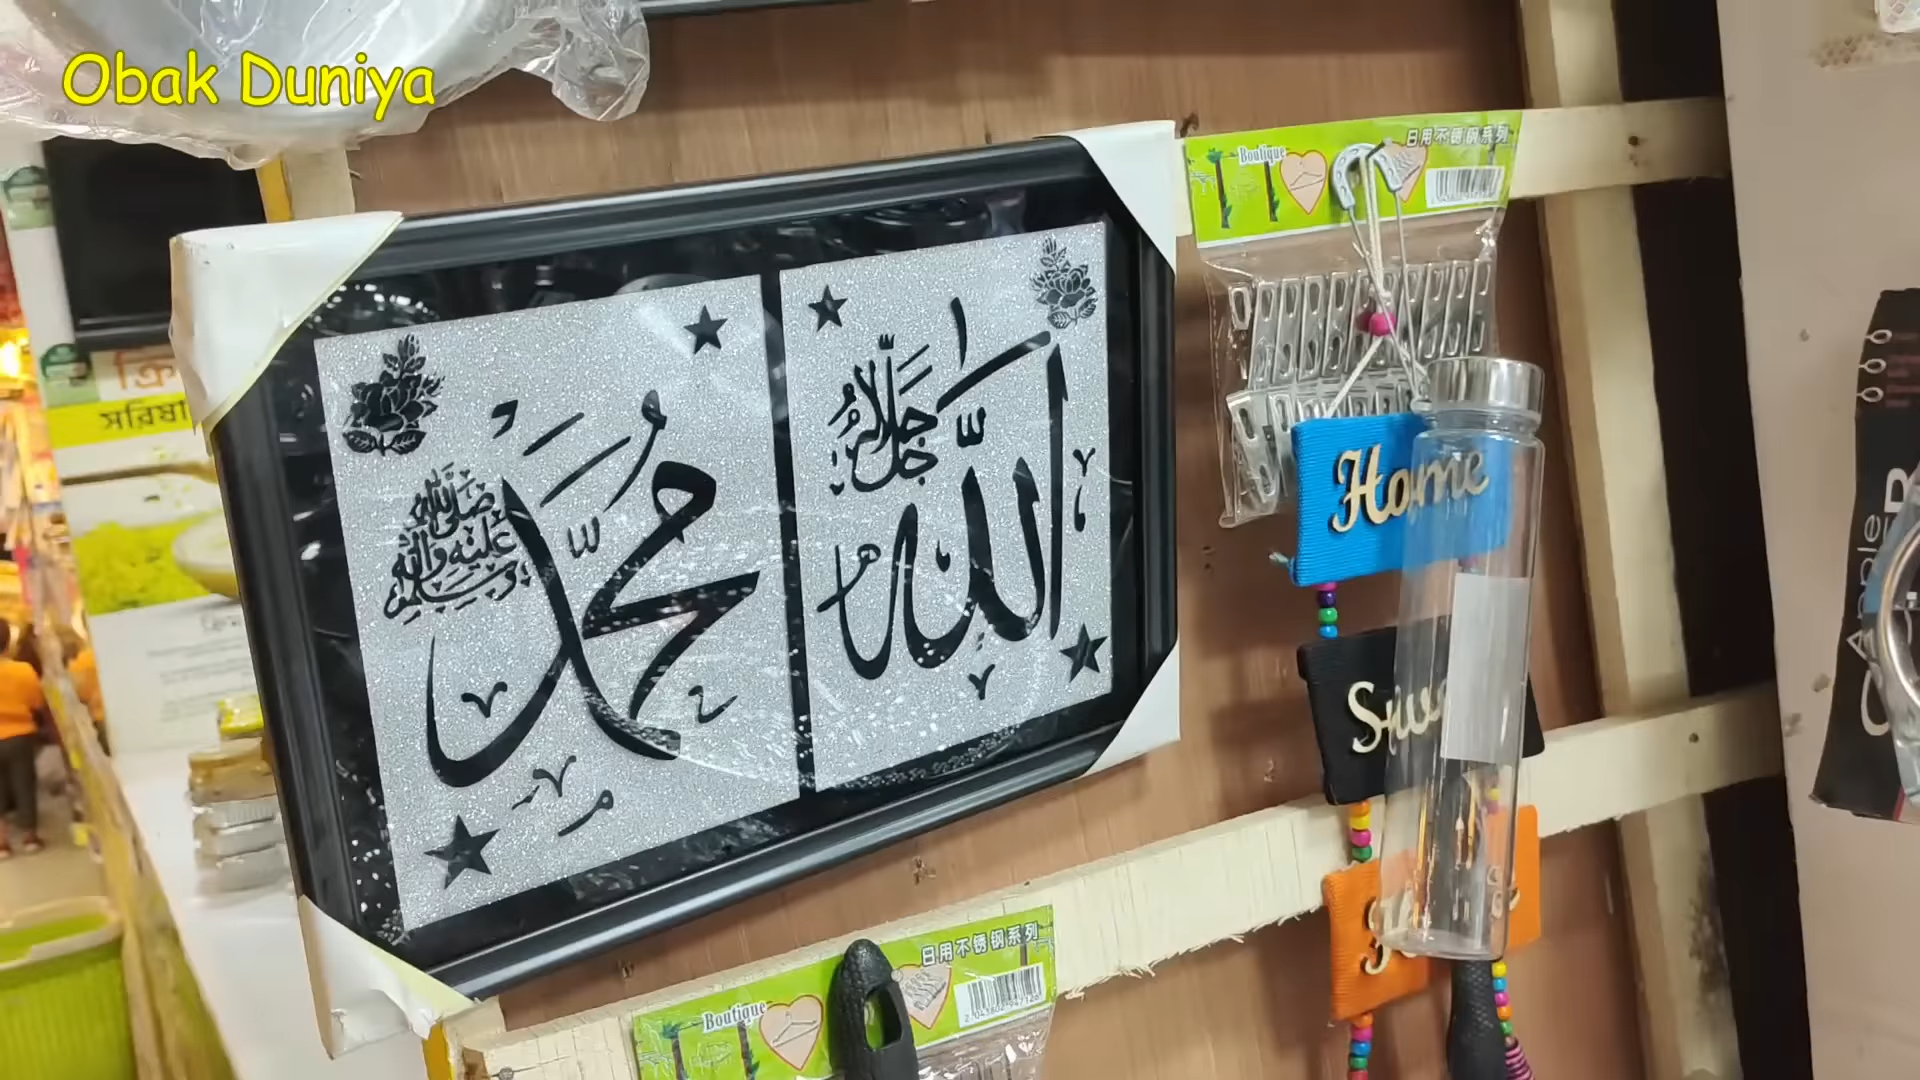 Obak Duniya
ক্রি
সরিষা
محمد
صلى الله
عليه وآله
وسلم
الله
جل جلاله
Boutique
日用不锈钢系列
Home
Boutique
日用不锈钢系列